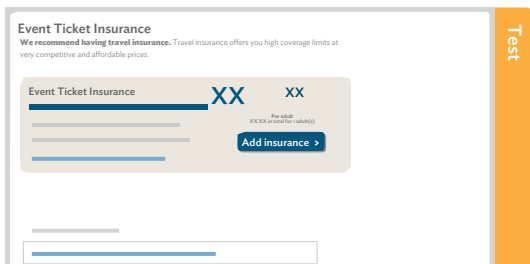 Event Ticket Insurance
We recommend having travel insurance. Travel insurance offers you high coverage limits at
very competitive and affordable prices.
Event Ticket Insurance
XX
XX
Per adult
XX.XX in total for 1 adult(s)
Add insurance >
Test